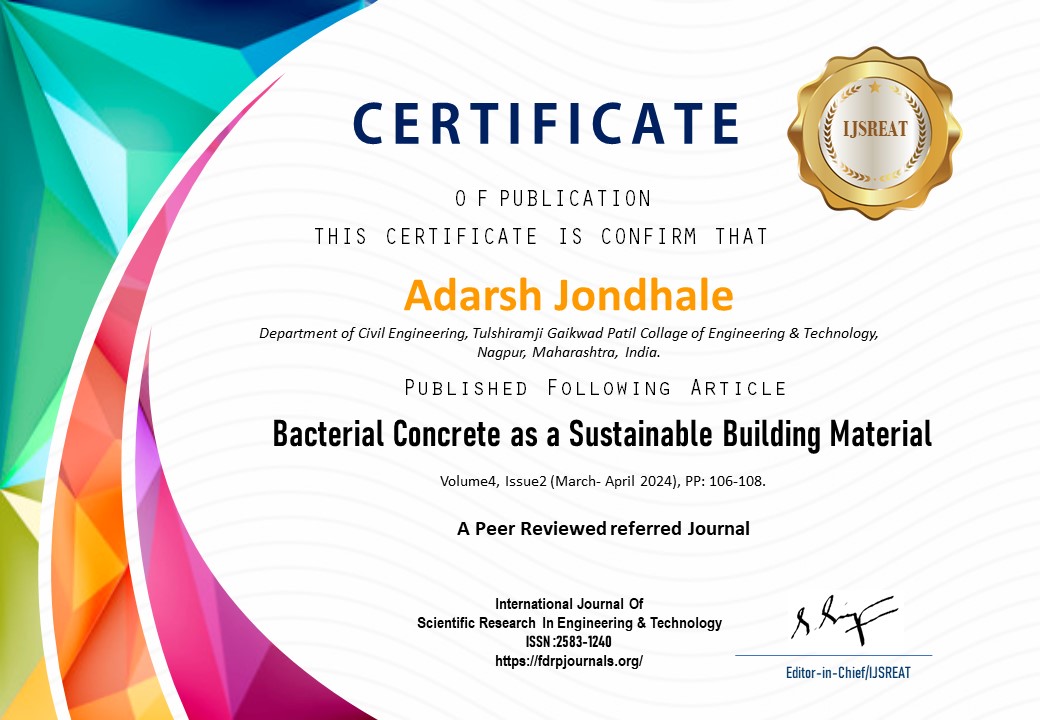 CERTIFICATE
IJSREAT
O F PUBLICATION
THIS CERTIFICATE IS CONFIRM THAT
Adarsh Jondhale
Department of Civil Engineering, Tulshiramji Gaikwad Patil Collage of Engineering & Technology,
Nagpur, Maharashtra, India.
PUBLISHED FOLLOWING ARTICLE
Bacterial Concrete as a Sustainable Building Material
Volume4, Issue2 (March- April 2024), PP: 106-108.
A Peer Reviewed referred Journal
International Journal Of
Scientific Research In Engineering & Technology
ISSN :2583-1240
https://fdrpjournals.org/
Editor-in-Chief/IJSREAT